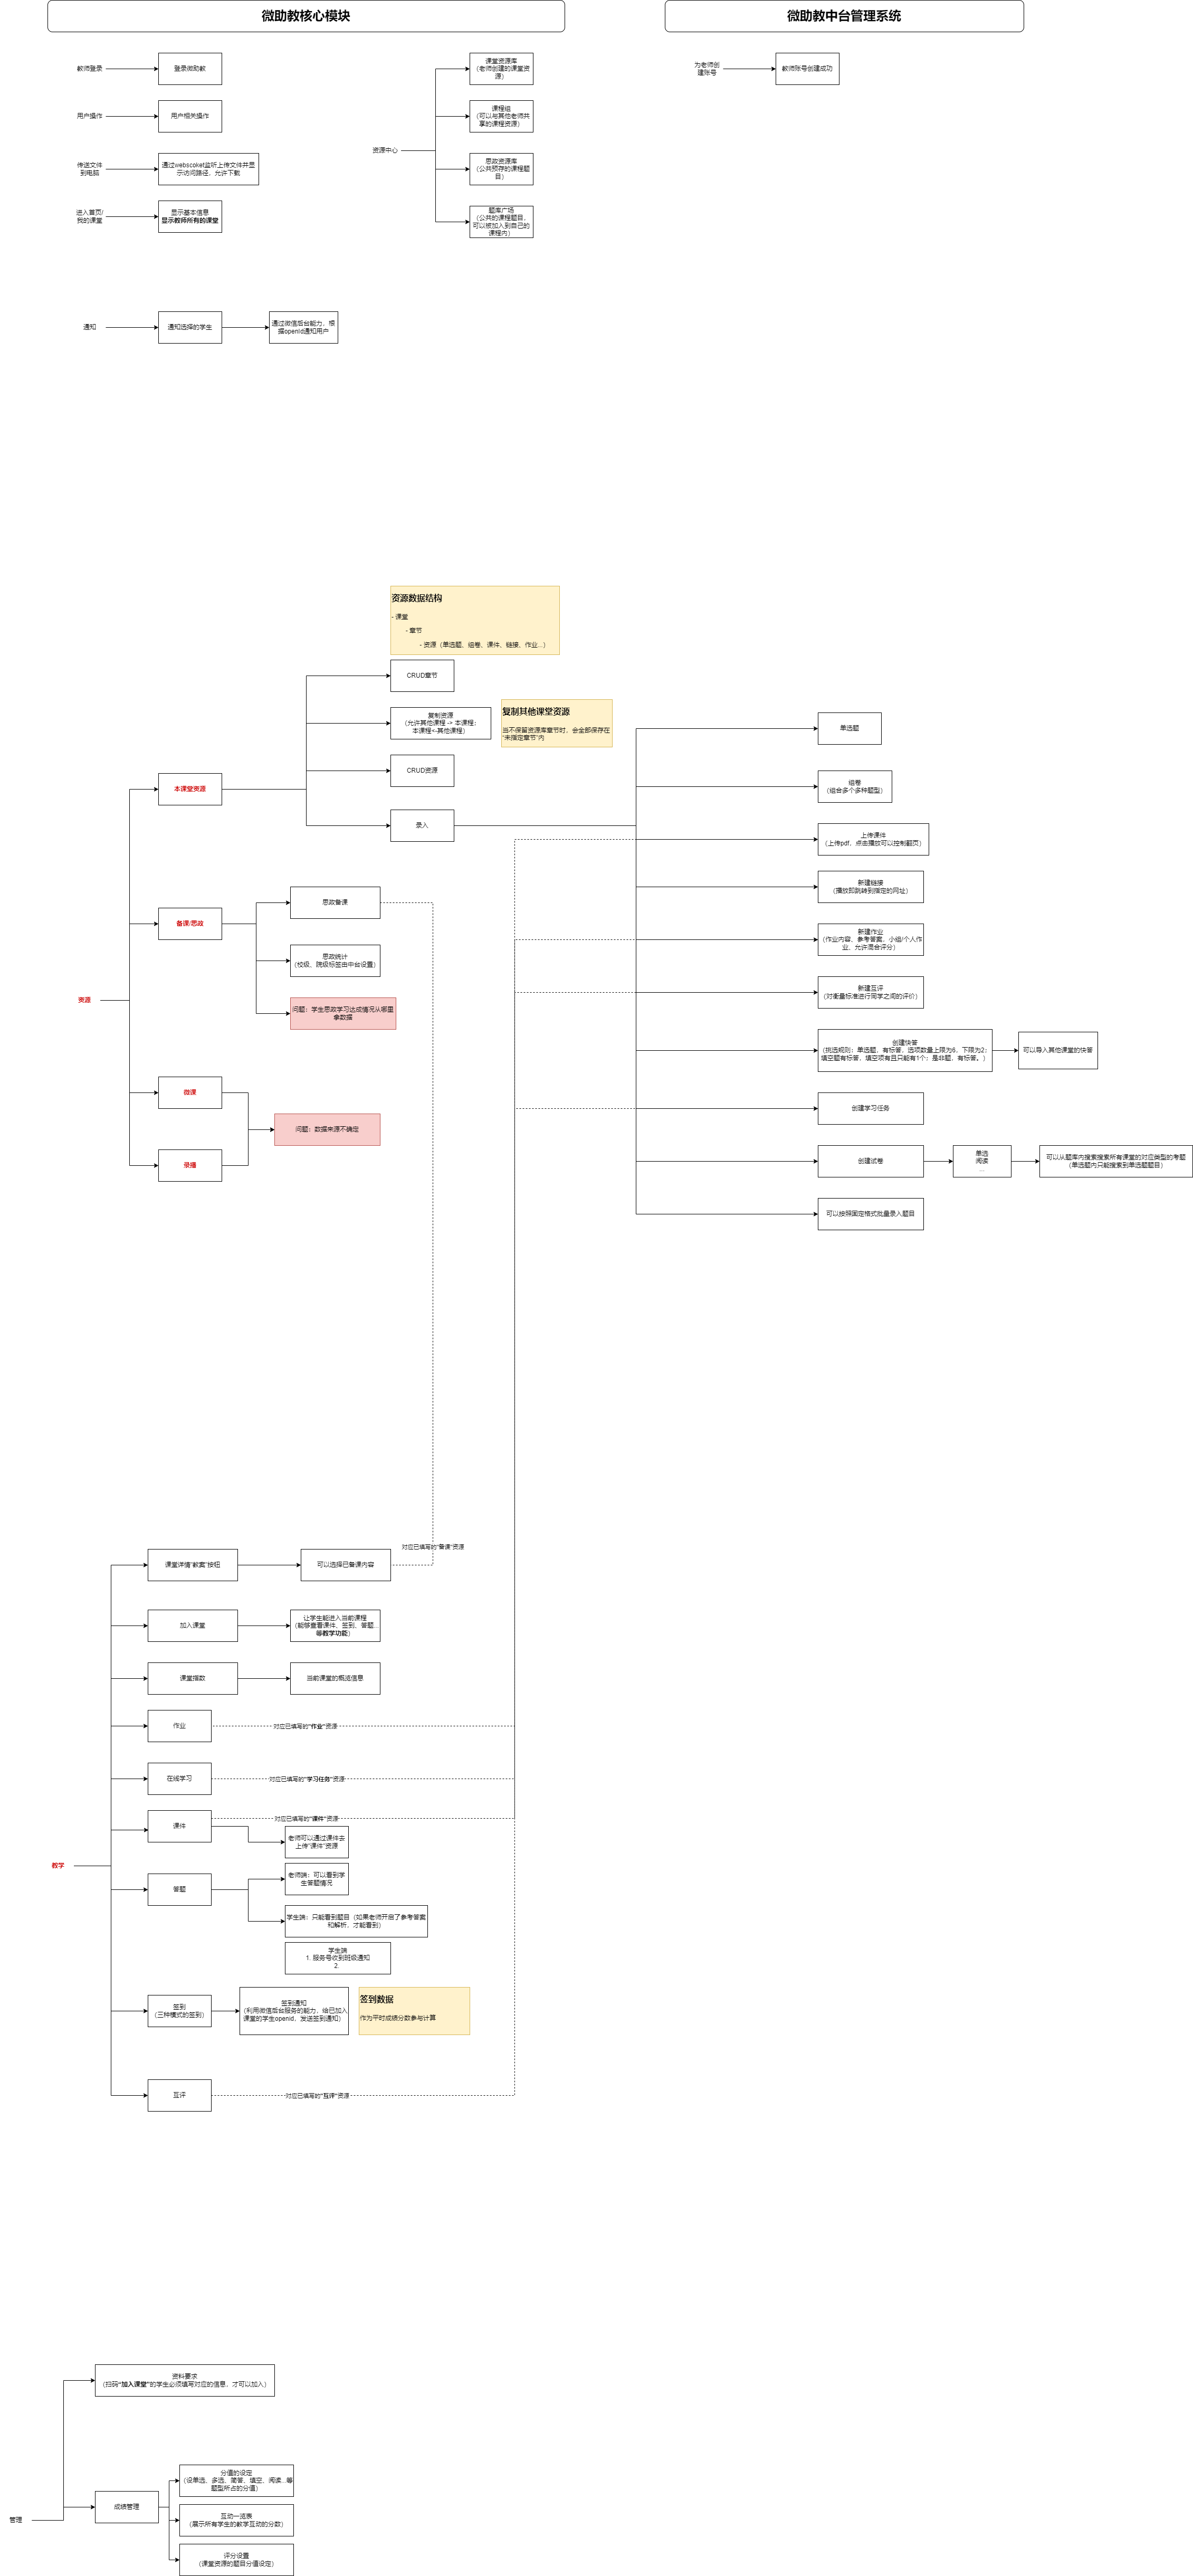 微助教核心模块
微助教中台管理系统
教师登录
登录微助教
用户操作
用户相关操作
传送文件
到电脑
通过webscoket监听上传文件并显
示访问路径，允许下载
进入首页/
我的课堂
显示基本信息
显示教师所有的课堂
资源中心
课堂资源库
（老师创建的课堂资
源）
课程组
（可以与其他老师共
享的课程资源）
思政资源库
（公共预存的课程题
目）
题库广场
（公共的课程题目，
可以被加入到自己的
课程内）
为老师创
建账号
教师账号创建成功
通知
通知选择的学生
通过微信后台能力，根
据openId通知用户
资源数据结构
- 课堂
- 章节
- 资源（单选题、组卷、课件、链接、作业...）
CRUD章节
复制资源
（允许其他课程 -> 本课程；
本课程<-其他课程）
复制其他课堂资源
当不保留资源库章节时，会全部保存在
“未指定章节”内
CRUD资源
录入
资源
本课堂资源
备课/思政
思政备课
思政统计
（校级、院级标签由中台设置）
问题：学生思政学习达成情况从哪里
拿数据
微课
录播
问题：数据来源不确定
单选题
组卷
（组合多个多种题型）
上传课件
（上传pdf，点击播放可以控制翻页）
新建链接
（播放即跳转到指定的网址）
新建作业
（作业内容、参考答案、小组/个人作
业、允许混合评分）
新建互评
（对衡量标准进行同学之间的评价）
创建快答
（挑选规则：单选题，有标答，选项数量上限为6，下限为2；
填空题有标答，填空项有且只能有1个；是非题，有标答。）
可以导入其他课堂的快答
创建学习任务
创建试卷
单选
阅读
...
可以从题库内搜索搜索所有课堂的对应类型的考题
（单选题内只能搜索到单选题题目）
可以按照固定格式批量录入题目
教学
课堂详情“教案”按钮
可以选择已备课内容
对应已填写的“备课”资源
加入课堂
让学生能进入当前课程
（能够查看课件、签到、答题...
等教学功能）
课堂指数
当前课堂的概览信息
作业
对应已填写的“作业”资源
在线学习
对应已填写的“学习任务”资源
课件
对应已填写的“课件”资源
老师可以通过课件去
上传“课件”资源
答题
老师端：可以看到学
生答题情况
学生端：只能看到题目（如果老师开启了参考答案
和解析，才能看到）
学生端
1. 服务号收到班级通知
2.
签到
（三种模式的签到）
签到通知
（利用微信后台服务的能力，给已加入
课堂的学生openid，发送签到通知）
签到数据
作为平时成绩分数参与计算
互评
对应已填写的“互评”资源
管理
资料要求
（扫码“加入课堂”的学生必须填写对应的信息，才可以加入）
成绩管理
分值的设定
（设单选、多选、简答、填空、阅读...等
题型所占的分值）
互动一览表
（展示所有学生的教学互动的分数）
评分设置
（课堂资源的题目分值设定）